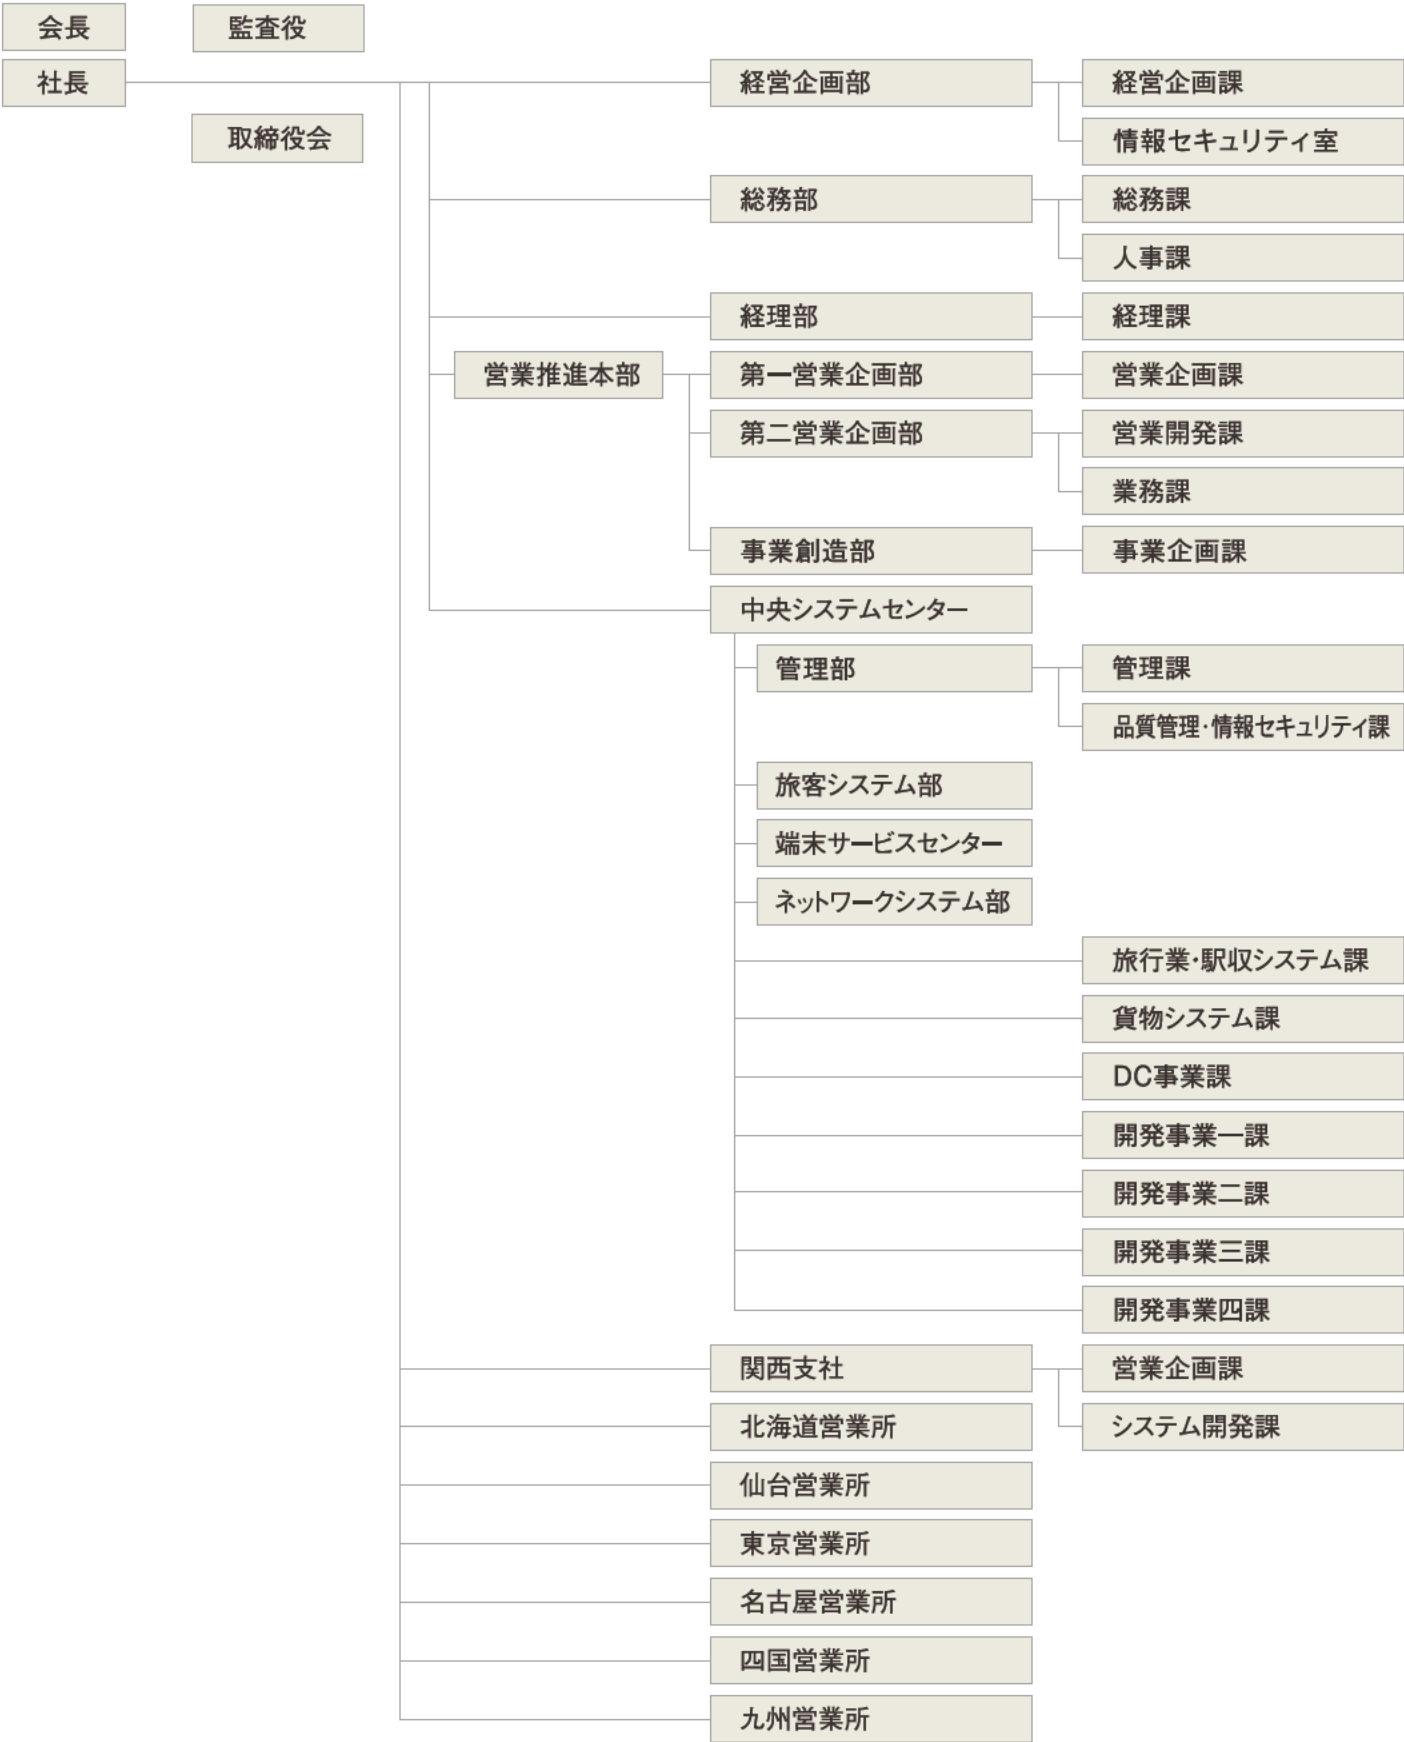 会長
監査役
社長
取締役会
経営企画部
経営企画課
情報セキュリティ室
総務部
総務課
人事課
経理部
経理課
営業推進本部
第一営業企画部
営業企画課
第二営業企画部
営業開発課
業務課
事業創造部
事業企画課
中央システムセンター
管理部
管理課
品質管理・情報セキュリティ課
旅客システム部
端末サービスセンター
ネットワークシステム部
旅行業・駅収システム課
貨物システム課
DC事業課
開発事業一課
開発事業二課
開発事業三課
開発事業四課
関西支社
営業企画課
システム開発課
北海道営業所
仙台営業所
東京営業所
名古屋営業所
四国営業所
九州営業所